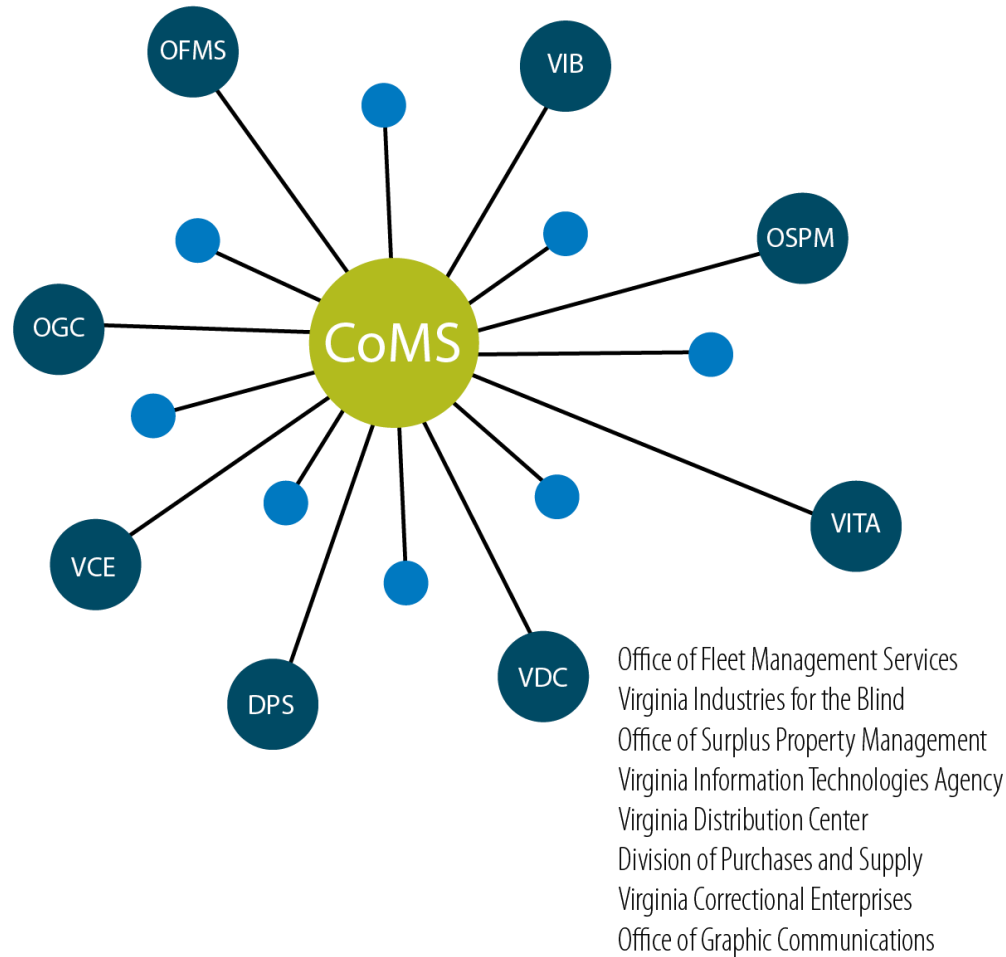 OFMS
VIB
OSPM
OGC
CoMS
VITA
VCE
VDC
DPS
Office of Fleet Management Services
Virginia Industries for the Blind
Office of Surplus Property Management
Virginia Information Technologies Agency
Virginia Distribution Center
Division of Purchases and Supply
Virginia Correctional Enterprises
Office of Graphic Communications